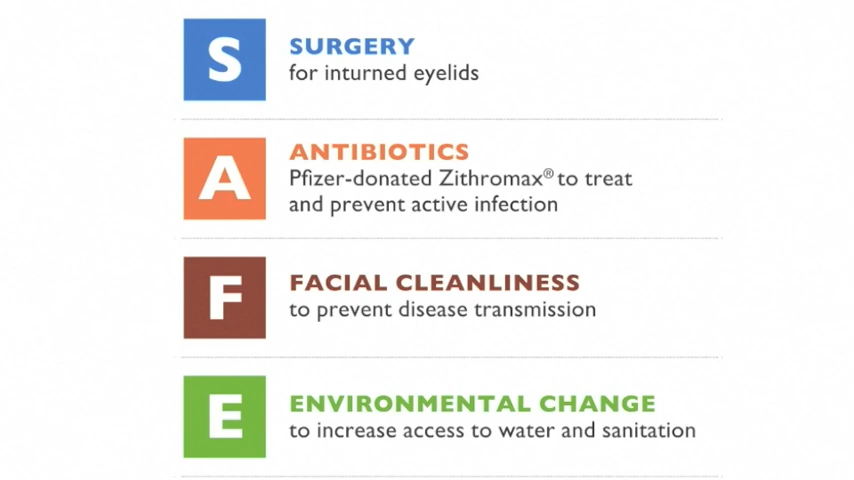 S
SURGERY
for inturned eyelids
A
ANTIBIOTICS
Pfizer-donated Zithromax® to treat
and prevent active infection
F
FACIAL CLEANLINESS
to prevent disease transmission
E
ENVIRONMENTAL CHANGE
to increase access to water and sanitation